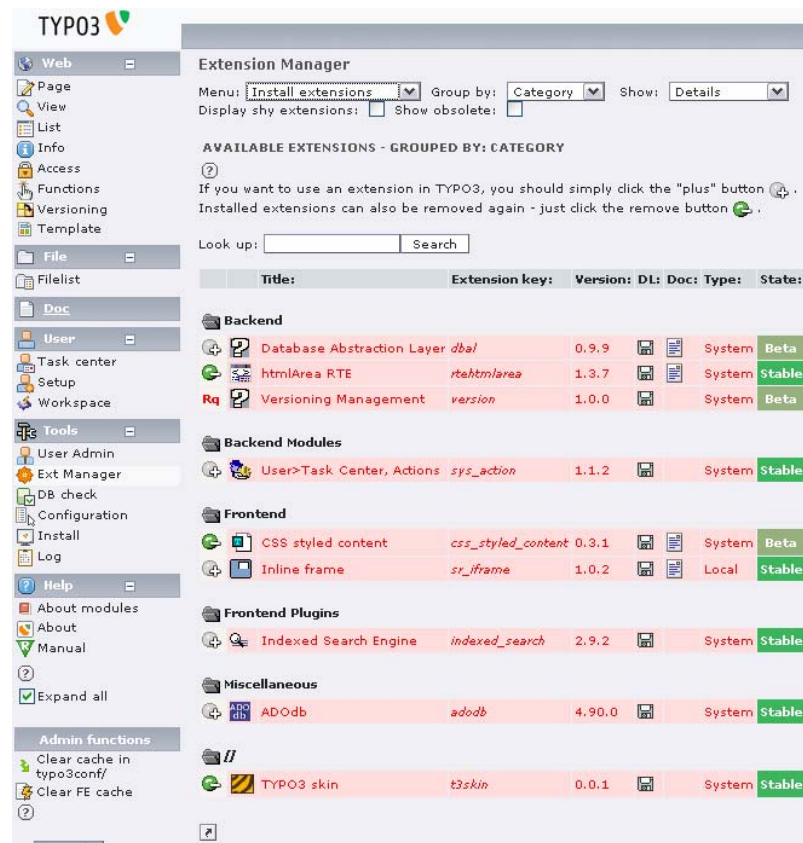 TYPO3
Web
Page
View
List
Info
Access
Functions
Versioning
Template
File
Filelist
Doc
User
Task center
Setup
Workspace
Tools
User Admin
Ext Manager
DB check
Configuration
Install
Log
Help
About modules
About
Manual
Expand all
Admin functions
Clear cache in
typo3conf/
Clear FE cache
Extension Manager
Menu: Install extensions Group by: Category Show: Details
Display shy extensions: Show obsolete:
AVAILABLE EXTENSIONS - GROUPED BY: CATEGORY
If you want to use an extension in TYPO3, you should simply click the "plus" button .
Installed extensions can also be removed again - just click the remove button .
Look up: Search
Title: Extension key: Version: DL: Doc: Type: State:
Backend
Database Abstraction Layer dbal 0.9.9 System Beta
htmlArea RTE rtehtmlarea 1.3.7 System Stable
Rq Versioning Management version 1.0.0 System Beta
Backend Modules
User>Task Center, Actions sys_action 1.1.2 System Stable
Frontend
CSS styled content css_styled_content 0.3.1 System Beta
Inline frame sr_iframe 1.0.2 Local Stable
Frontend Plugins
Indexed Search Engine indexed_search 2.9.2 System Stable
Miscellaneous
ADO db ADOdb adodb 4.90.0 System Stable
[]
TYPO3 skin t3skin 0.0.1 System Stable